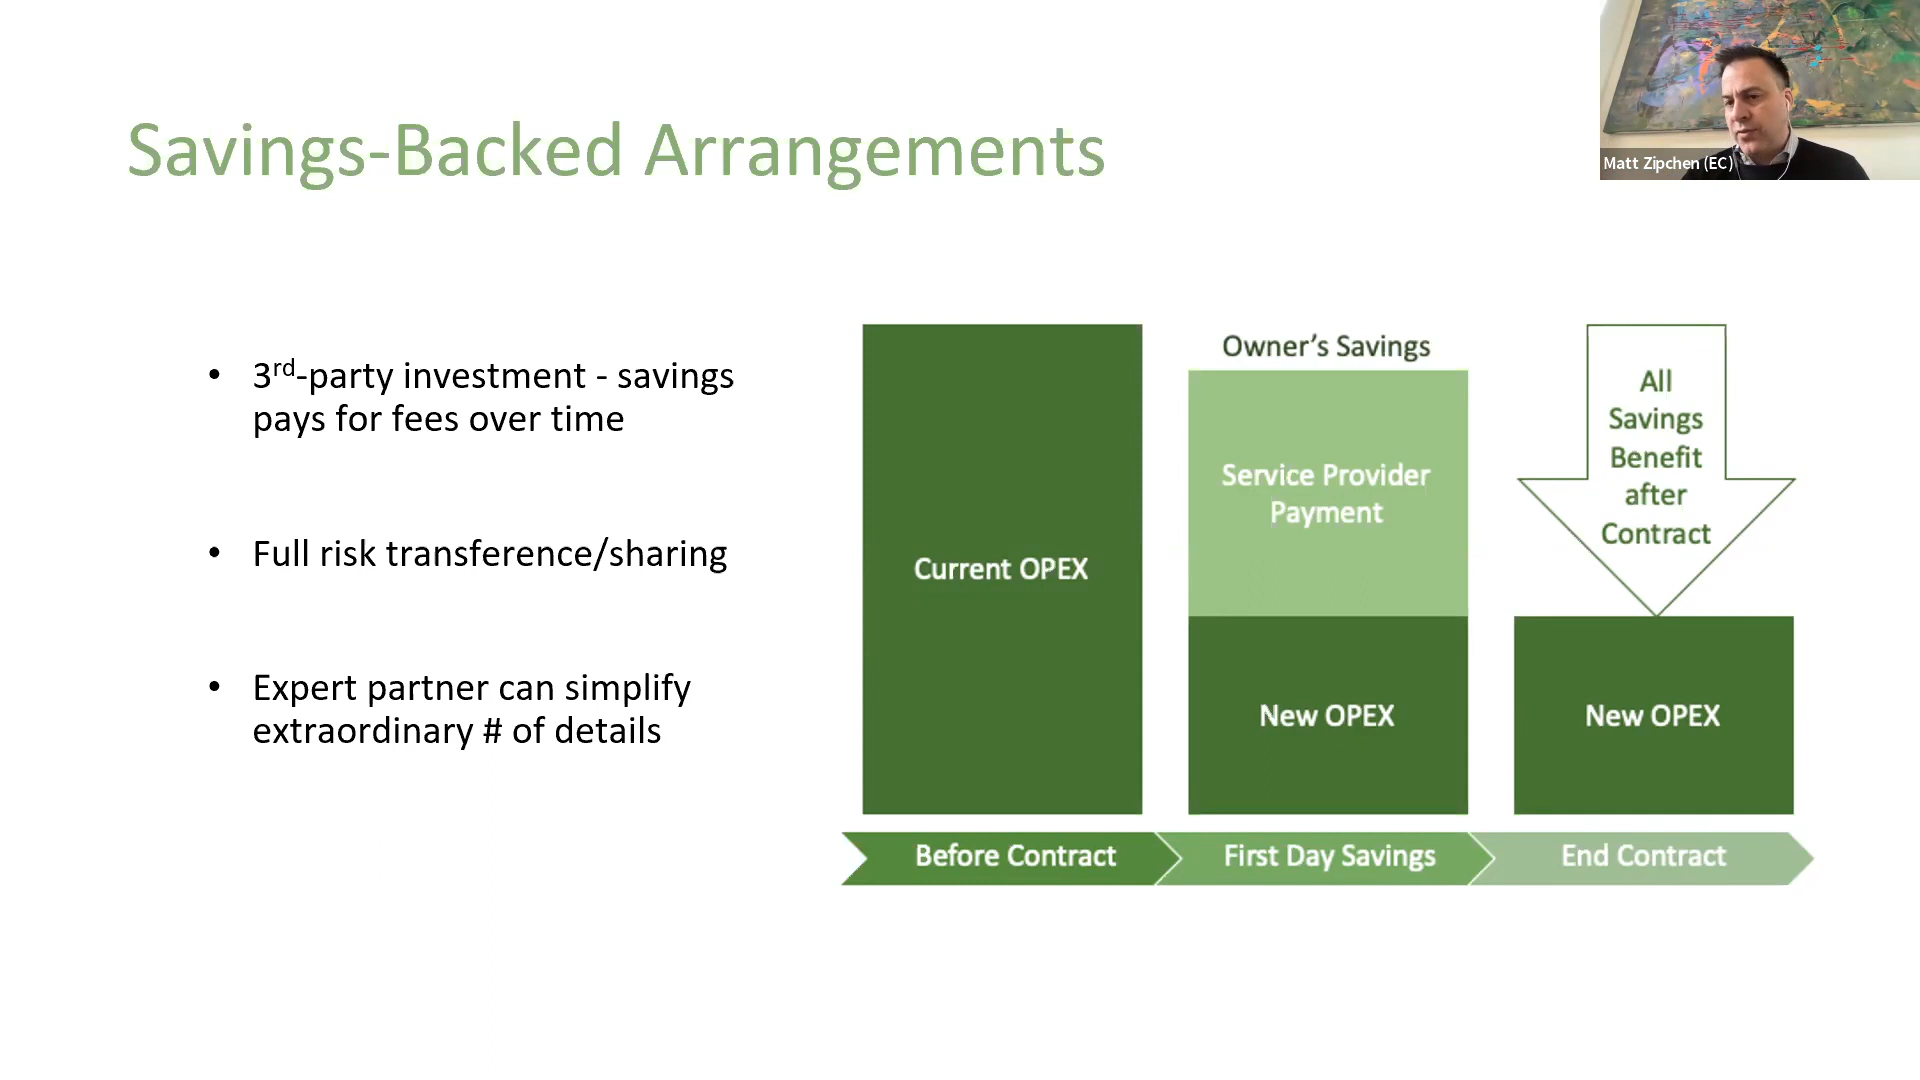 Savings-Backed Arrangements
Matt Zipchen (EC)
• 3rd-party investment - savings
pays for fees over time
• Full risk transference/sharing
• Expert partner can simplify
extraordinary # of details
Current OPEX
Owner’s Savings
Service Provider
Payment
New OPEX
All
Savings
Benefit
after
Contract
New OPEX
Before Contract
First Day Savings
End Contract